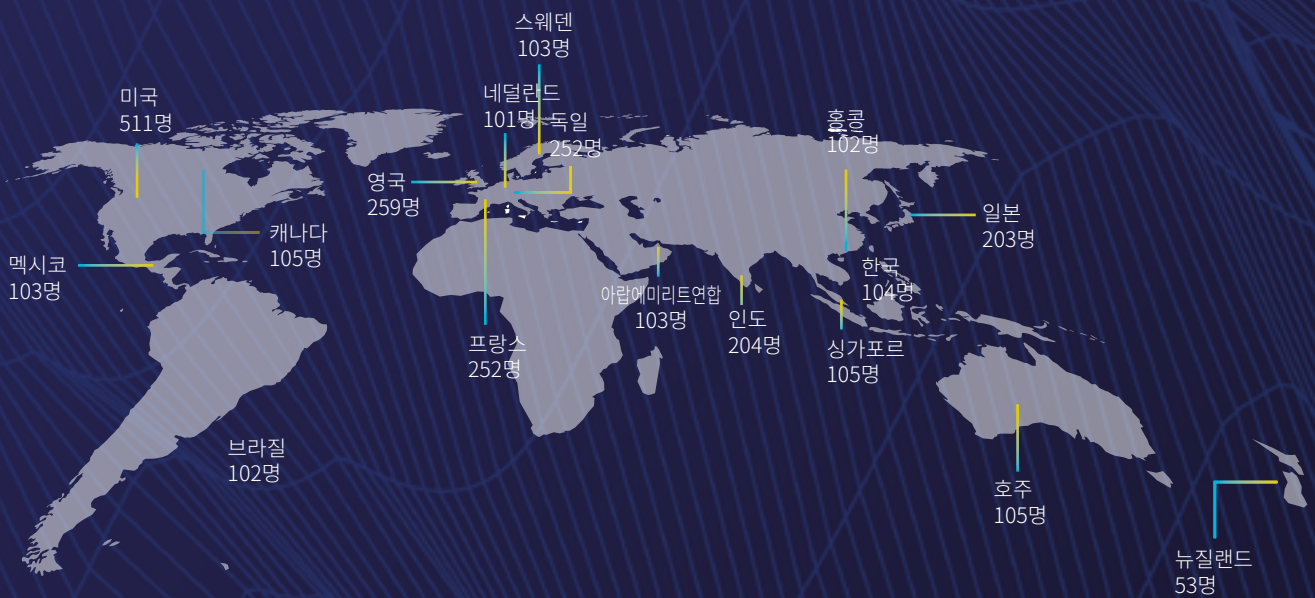 스웨덴
103명
미국
511명
네덜란드
101명
독일
252명
홍콩
102명
영국
259명
일본
203명
캐나다
105명
멕시코
103명
한국
104명
아랍에미리트연합
103명
인도
204명
프랑스
252명
싱가포르
105명
브라질
102명
호주
105명
뉴질랜드
53명